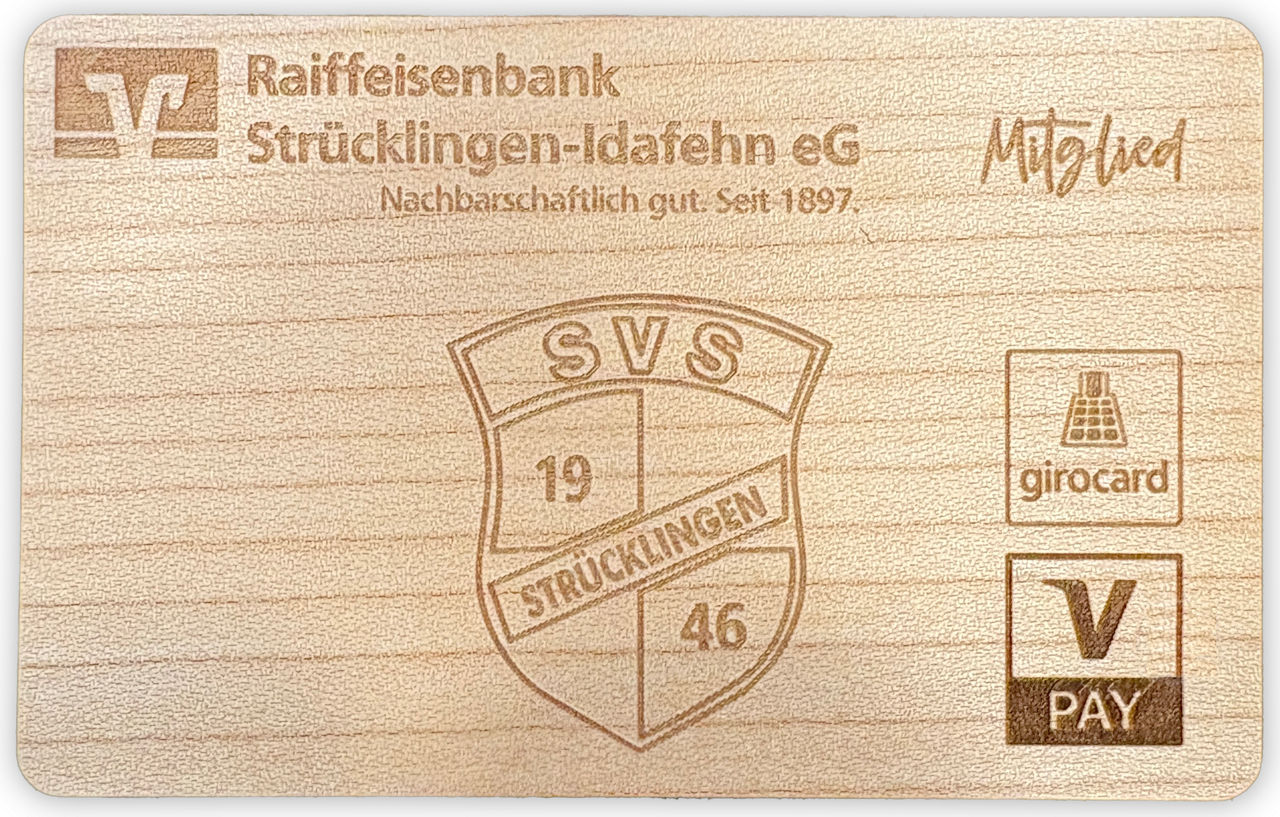 Raiffeisenbank
Strücklingen-Idafehn eG
Nachbarschaftlich gut. Seit 1897.
Mitglied
SVS
19
STRÜCKLINGEN
46
girocard
V
PAY